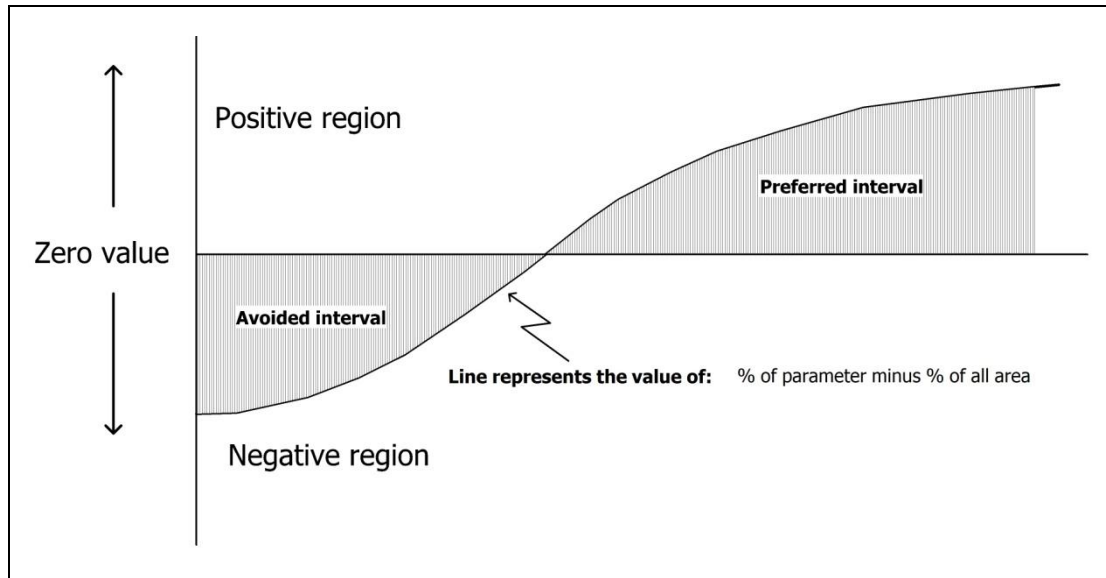 Positive region
Preferred interval
Zero value
Avoided interval
Line represents the value of: % of parameter minus % of all area
Negative region